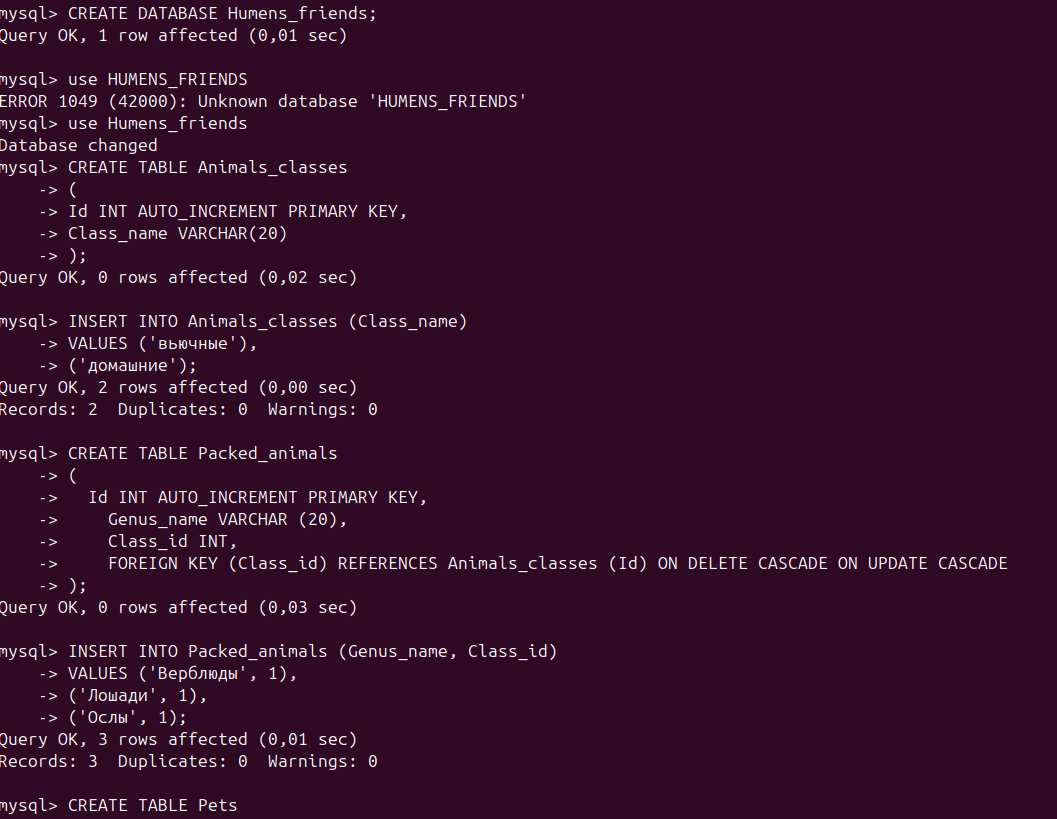 mysql> CREATE DATABASE Humens_friends;
Query OK, 1 row affected (0,01 sec)
mysql> use HUMENS_FRIENDS
ERROR 1049 (42000): Unknown database 'HUMENS_FRIENDS'
mysql> use Humens_friends
Database changed
mysql> CREATE TABLE Animals_classes
-> (
-> Id INT AUTO_INCREMENT PRIMARY KEY,
-> Class_name VARCHAR(20)
-> );
Query OK, 0 rows affected (0,02 sec)
mysql> INSERT INTO Animals_classes (Class_name)
-> VALUES ('вьючные'),
-> ('домашние');
Query OK, 2 rows affected (0,00 sec)
Records: 2  Duplicates: 0  Warnings: 0
mysql> CREATE TABLE Packed_animals
-> (
->   Id INT AUTO_INCREMENT PRIMARY KEY,
->     Genus_name VARCHAR (20),
->     Class_id INT,
->     FOREIGN KEY (Class_id) REFERENCES Animals_classes (Id) ON DELETE CASCADE ON UPDATE CASCADE
-> );
Query OK, 0 rows affected (0,03 sec)
mysql> INSERT INTO Packed_animals (Genus_name, Class_id)
-> VALUES ('Верблюды', 1),
-> ('Лошади', 1),
-> ('Ослы', 1);
Query OK, 3 rows affected (0,01 sec)
Records: 3  Duplicates: 0  Warnings: 0
mysql> CREATE TABLE Pets